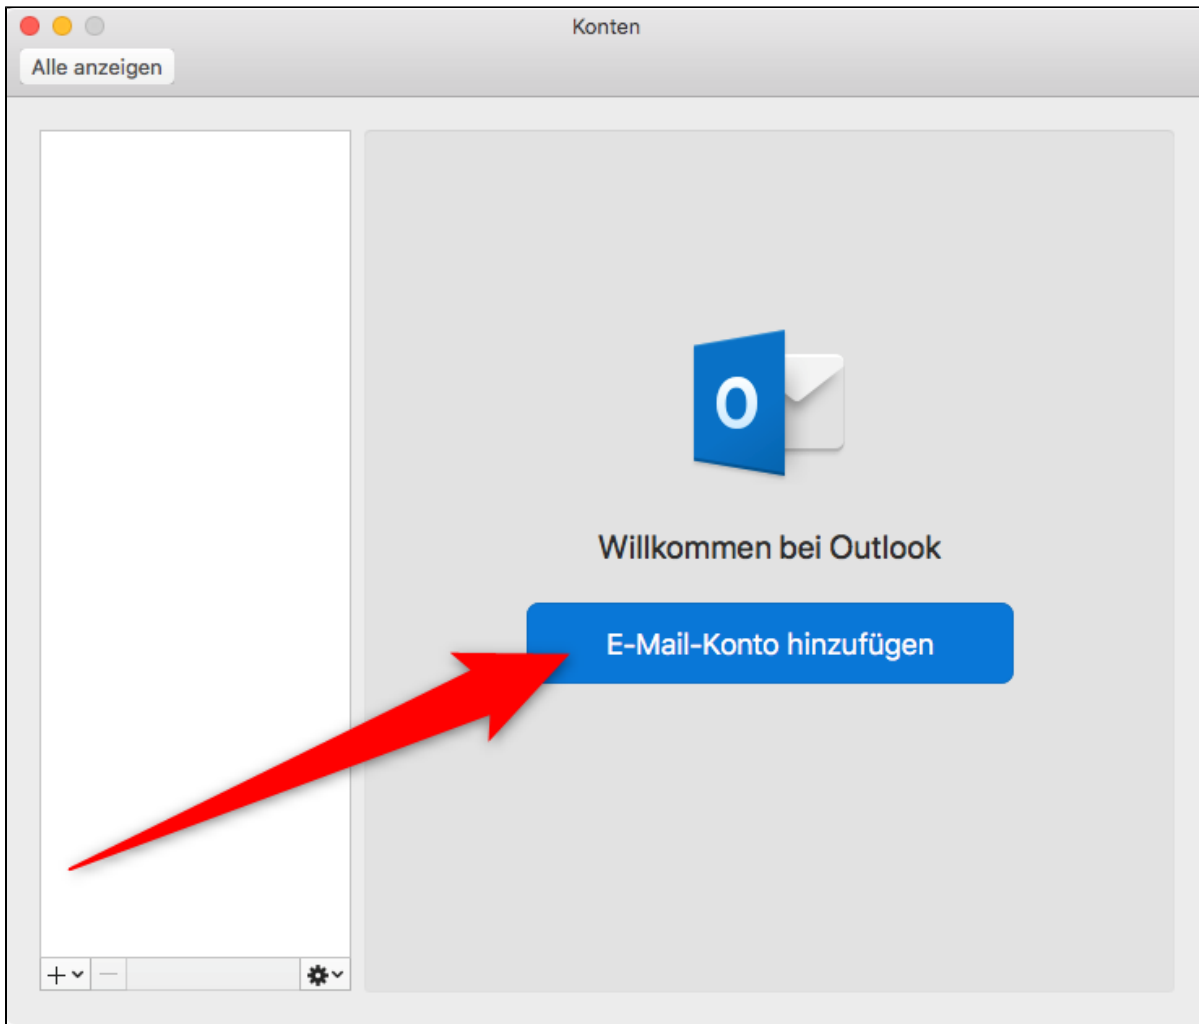 Konten
Alle anzeigen
O
Willkommen bei Outlook
E-Mail-Konto hinzufügen